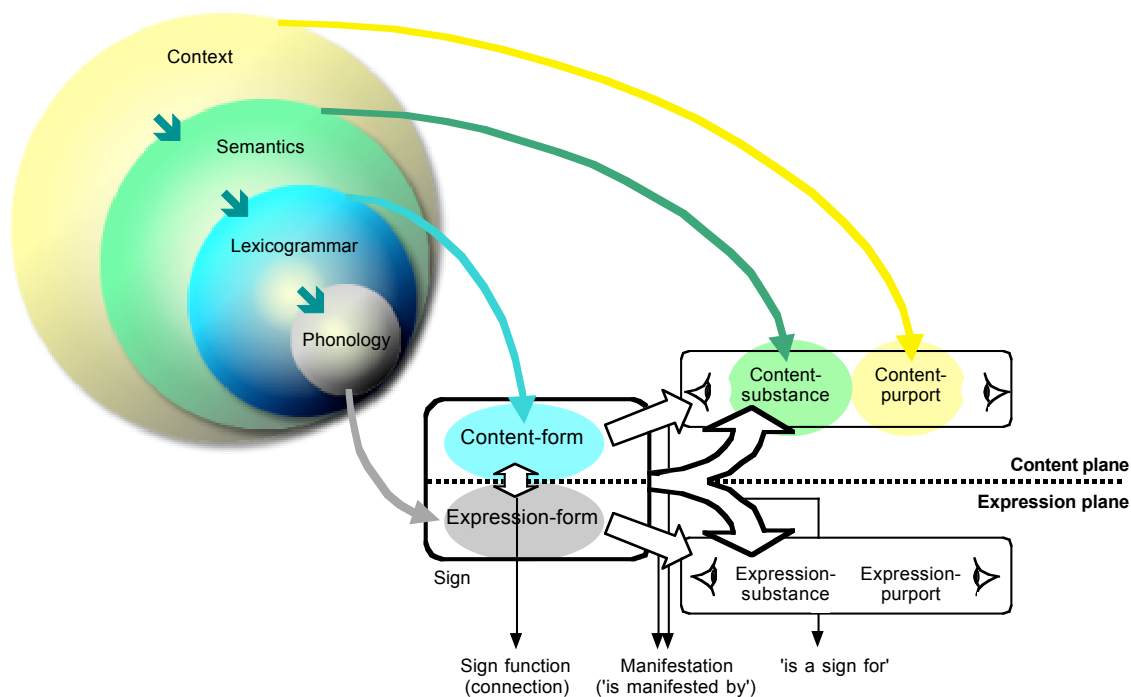 Context
Semantics
Lexicogrammar
Phonology
Content-
substance
Content-
purport
Content-form
Content plane
Expression plane
Expression-form
Sign
Expression-
substance
Expression-
purport
Sign function
(connection)
Manifestation
('is manifested by')
'is a sign for'